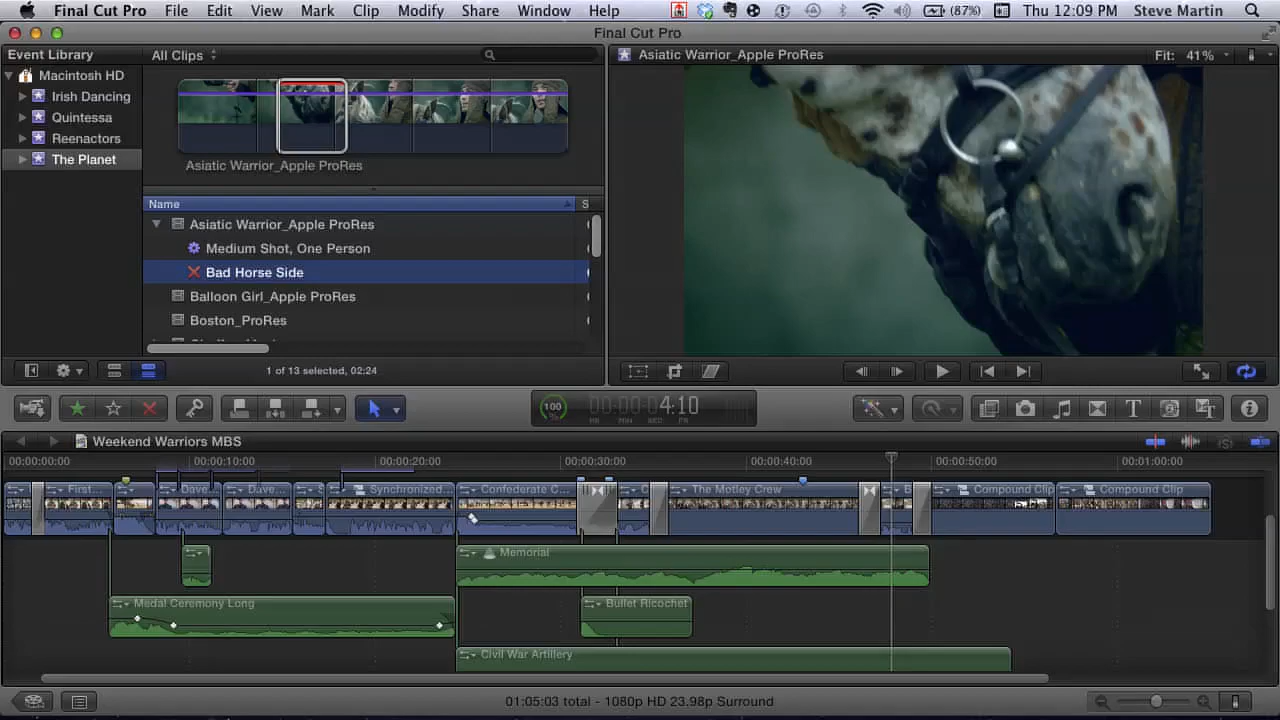 Final Cut Pro File Edit View Mark Clip Modify Share Window Help (87%) Thu 12:09 PM Steve Martin
Final Cut Pro
Event Library All Clips
Asiatic Warrior_Apple ProRes Fit: 41%
Macintosh HD
Irish Dancing
Quintessa
Reenactors
The Planet
Asiatic Warrior_Apple ProRes
Name S
Asiatic Warrior_Apple ProRes
Medium Shot, One Person
Bad Horse Side
Balloon Girl_Apple ProRes
Boston_ProRes
1 of 13 selected, 02:24
100 % 00:00:04:10
HR MIN SEC FR
Weekend Warriors MBS
00:00:00:00 00:00:10:00 00:00:20:00 00:00:30:00 00:00:40:00 00:00:50:00 00:01:00:00
First... Dave Dave... S Synchronized... Confederate C... The Motley Crew B Compound Clip Compound Clip
Memorial
Medal Ceremony Long Bullet Ricochet
Civil War Artillery
01:05:03 total - 1080p HD 23.98p Surround